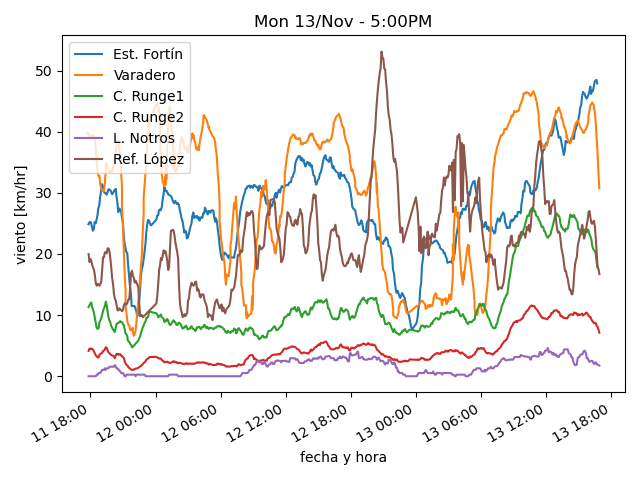 Mon 13/Nov - 5:00PM
Est. Fortín
Varadero
C. Runge1
C. Runge2
L. Notros
Ref. López
viento [km/hr]
50
40
30
20
10
0
11 18:00
12 00:00
12 06:00
12 12:00
12 18:00
13 00:00
13 06:00
13 12:00
13 18:00
fecha y hora